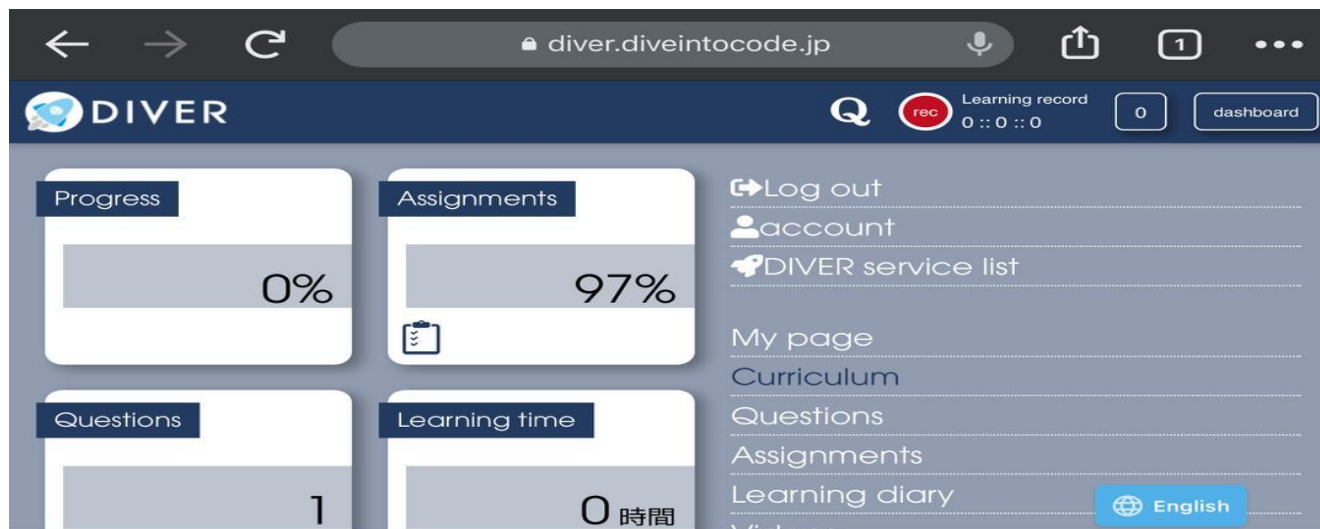 diver.diveintocode.jp
1
DIVER
Q
rec
Learning record
0 :: 0 :: 0
0
dashboard
Progress
0%
Assignments
97%
Questions
1
Learning time
0 時間
Log out
account
DIVER service list
My page
Curriculum
Questions
Assignments
Learning diary
English